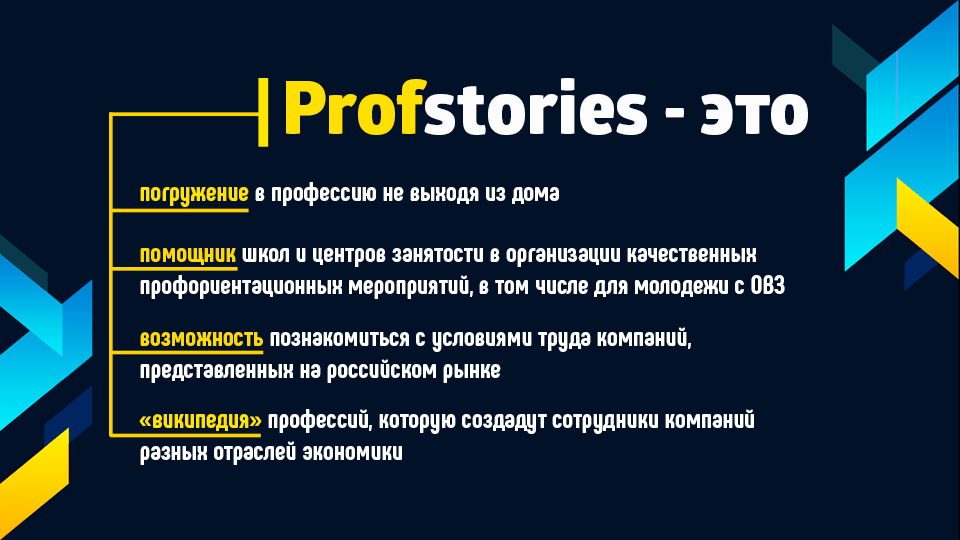 Profstories - это
погружение в профессию не выходя из дома
помощник школ и центров занятости в организации качественных
профориентационных мероприятий, в том числе для молодежи с ОВЗ
возможность познакомиться с условиями труда компаний,
представленных на российском рынке
«википедия» профессий, которую создадут сотрудники компаний
разных отраслей экономики